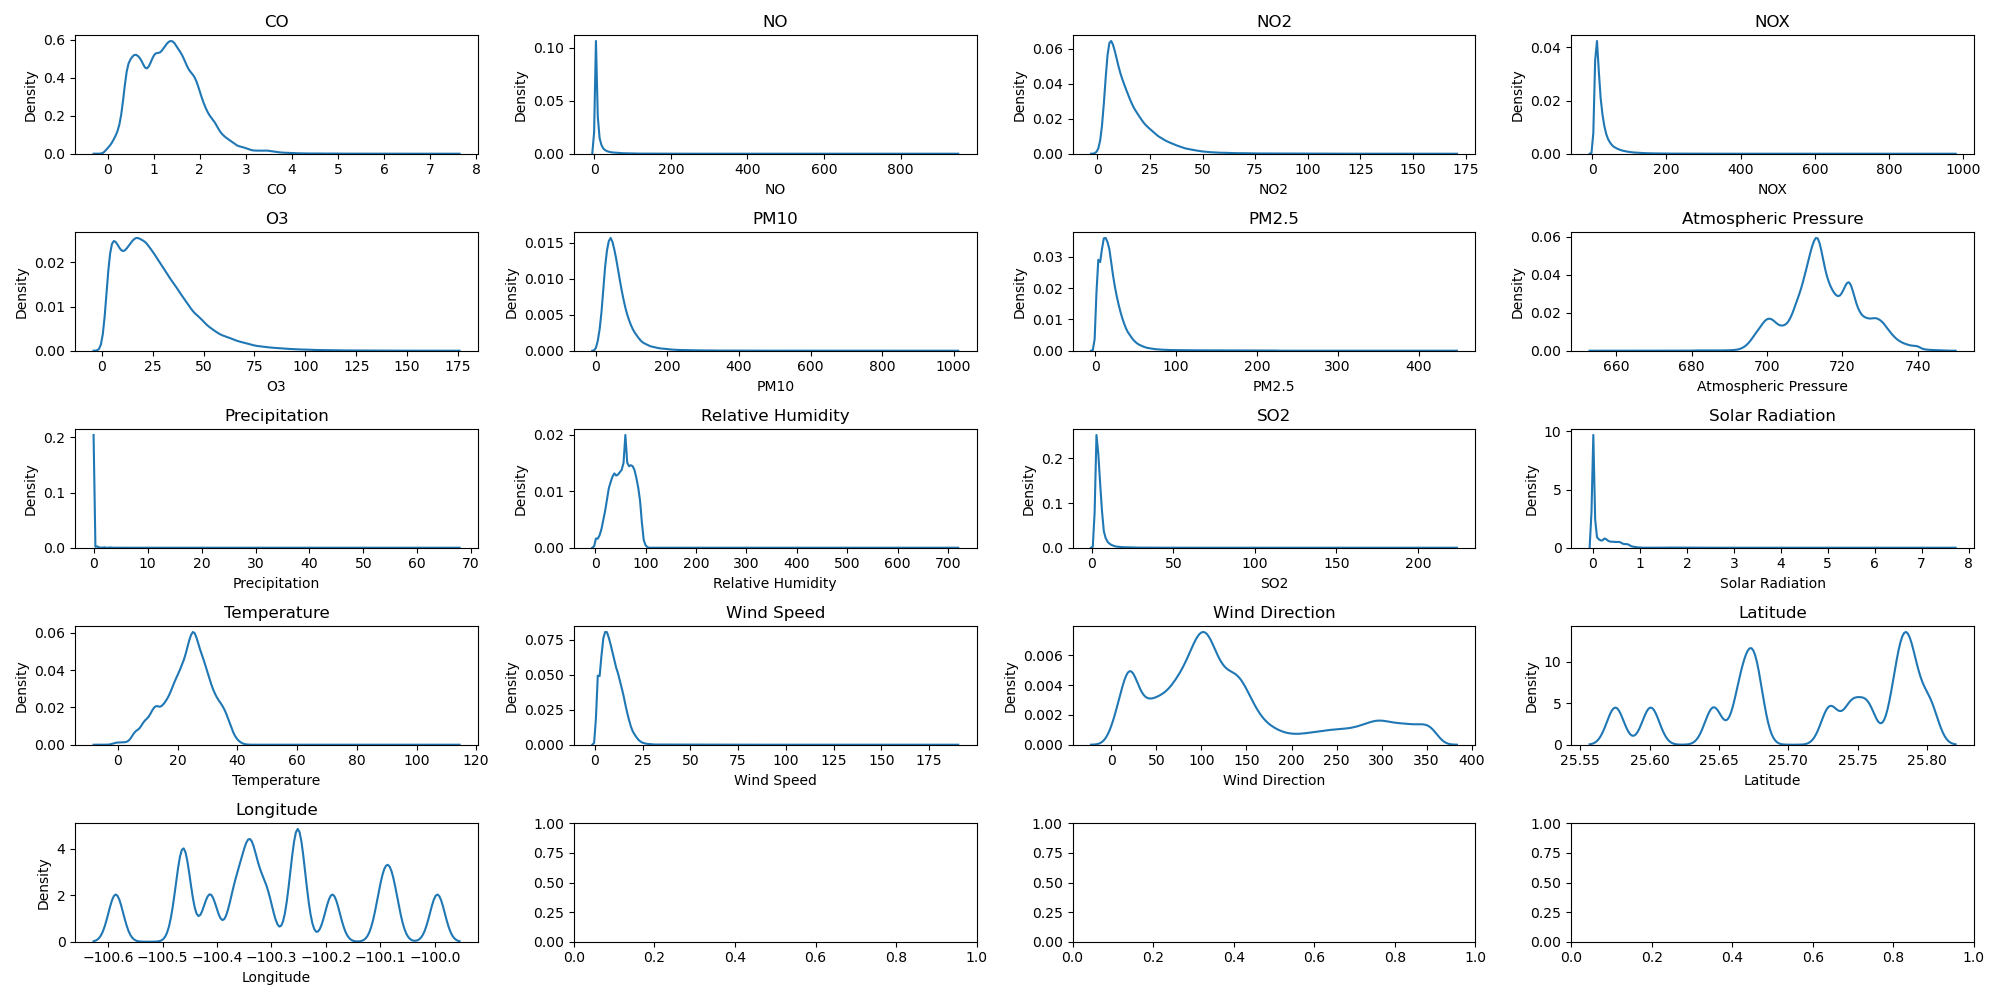 CO NO NO2 NOX
0.6 0.4 0.2 0.0 Density 0.10 0.05 0.00 Density 0.06 0.04 0.02 0.00 Density 0.04 0.02 0.00 Density
0 1 2 3 4 5 6 7 8 0 200 400 600 800 0 25 50 75 100 125 150 175 0 200 400 600 800 1000
CO NO NO2 NOX
O3 PM10 PM2.5 Atmospheric Pressure
0.02 0.01 0.00 Density 0.015 0.010 0.005 0.000 Density 0.03 0.02 0.01 0.00 Density 0.06 0.04 0.02 0.00 Density
0 25 50 75 100 125 150 175 0 200 400 600 800 1000 0 100 200 300 400 660 680 700 720 740
O3 PM10 PM2.5 Atmospheric Pressure
Precipitation Relative Humidity SO2 Solar Radiation
0.2 0.1 0.0 Density 0.02 0.01 0.00 Density 0.2 0.1 0.0 Density 10 5 0 Density
0 10 20 30 40 50 60 70 0 100 200 300 400 500 600 700 0 50 100 150 200 0 1 2 3 4 5 6 7 8
Precipitation Relative Humidity SO2 Solar Radiation
Temperature Wind Speed Wind Direction Latitude
0.06 0.04 0.02 0.00 Density 0.075 0.050 0.025 0.000 Density 0.006 0.004 0.002 0.000 Density 10 5 0 Density
0 20 40 60 80 100 120 0 25 50 75 100 125 150 175 0 50 100 150 200 250 300 350 400 25.55 25.60 25.65 25.70 25.75 25.80
Temperature Wind Speed Wind Direction Latitude
Longitude
4 2 0 Density 1.00 0.75 0.50 0.25 0.00 1.00 0.75 0.50 0.25 0.00 1.00 0.75 0.50 0.25 0.00
−100.6 −100.5 −100.4 −100.3 −100.2 −100.1 −100.0 0.0 0.2 0.4 0.6 0.8 1.0 0.0 0.2 0.4 0.6 0.8 1.0 0.0 0.2 0.4 0.6 0.8 1.0
Longitude